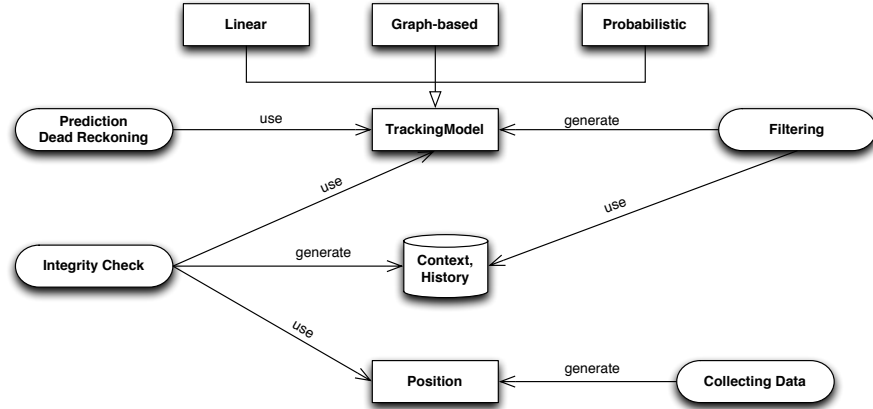 Linear
Graph-based
Probabilistic
Prediction
Dead Reckoning
use
TrackingModel
generate
Filtering
use
use
Integrity Check
generate
Context,
History
use
Position
generate
Collecting Data